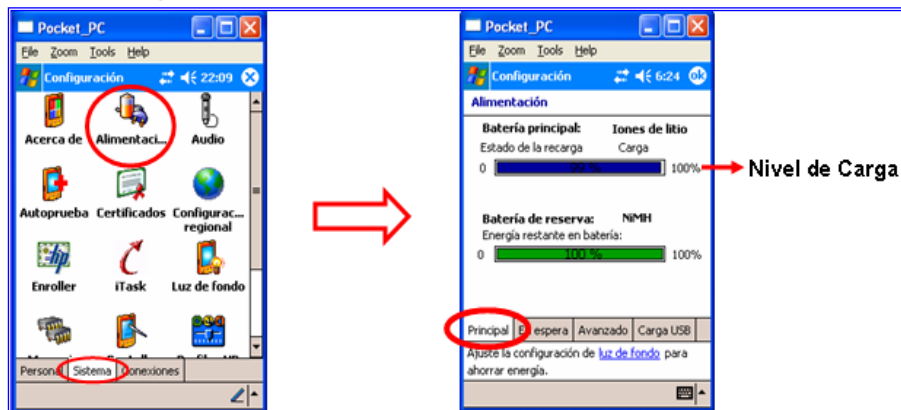 Pocket_PC
File Zoom Tools Help
Configuración 22:09
Acerca de Alimentaci... Audio
Autoprueba Certificados Configurac... regional
Enroller iTask Luz de fondo
Personal Sistema Conexiones
Pocket_PC
File Zoom Tools Help
Configuración 6:24 ok
Alimentación
Batería principal: Iones de litio
Estado de la recarga Carga
0 99 % 100%
Nivel de Carga
Batería de reserva: NiMH
Energía restante en batería:
0 100 % 100%
Principal En espera Avanzado Carga USB
Ajuste la configuración de luz de fondo para
ahorrar energía.